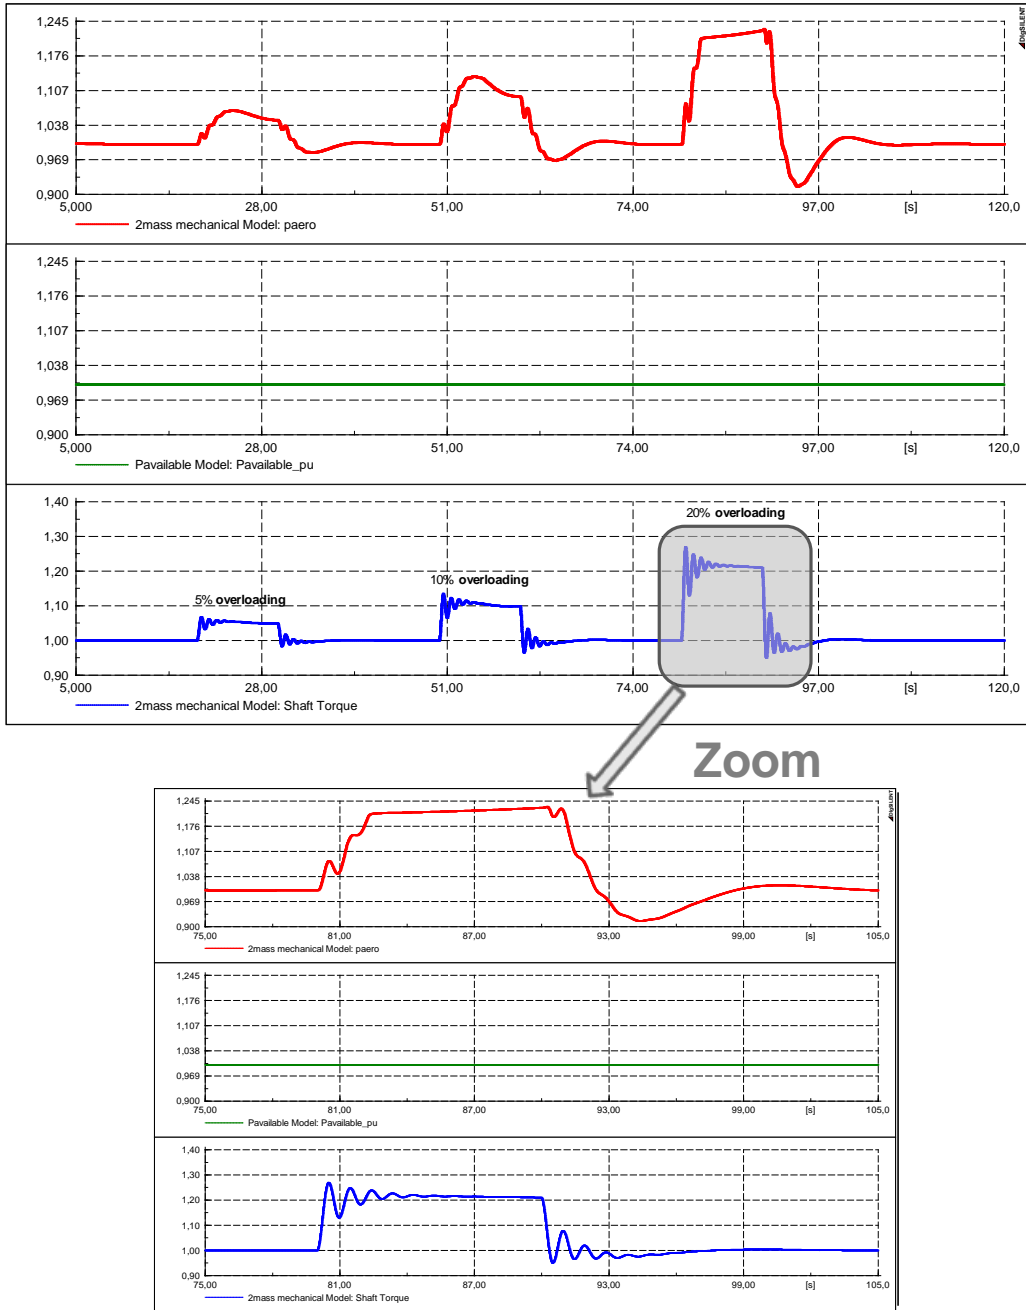 DIgSILENT
1,245
1,176
1,107
1,038
0,969
0,900
5,000 28,00 51,00 74,00 97,00 [s] 120,0
2mass mechanical Model: paero
1,245
1,176
1,107
1,038
0,969
0,900
5,000 28,00 51,00 74,00 97,00 [s] 120,0
Pavailable Model: Pavailable_pu
1,40
1,30
1,20
1,10
1,00
0,90
20% overloading
10% overloading
5% overloading
5,000 28,00 51,00 74,00 97,00 [s] 120,0
2mass mechanical Model: Shaft Torque
Zoom
DIgSILENT
1,245
1,176
1,107
1,038
0,969
0,900
75,00 81,00 87,00 93,00 99,00 [s] 105,0
2mass mechanical Model: paero
1,245
1,176
1,107
1,038
0,969
0,900
75,00 81,00 87,00 93,00 99,00 [s] 105,0
Pavailable Model: Pavailable_pu
1,40
1,30
1,20
1,10
1,00
0,90
75,00 81,00 87,00 93,00 99,00 [s] 105,0
2mass mechanical Model: Shaft Torque